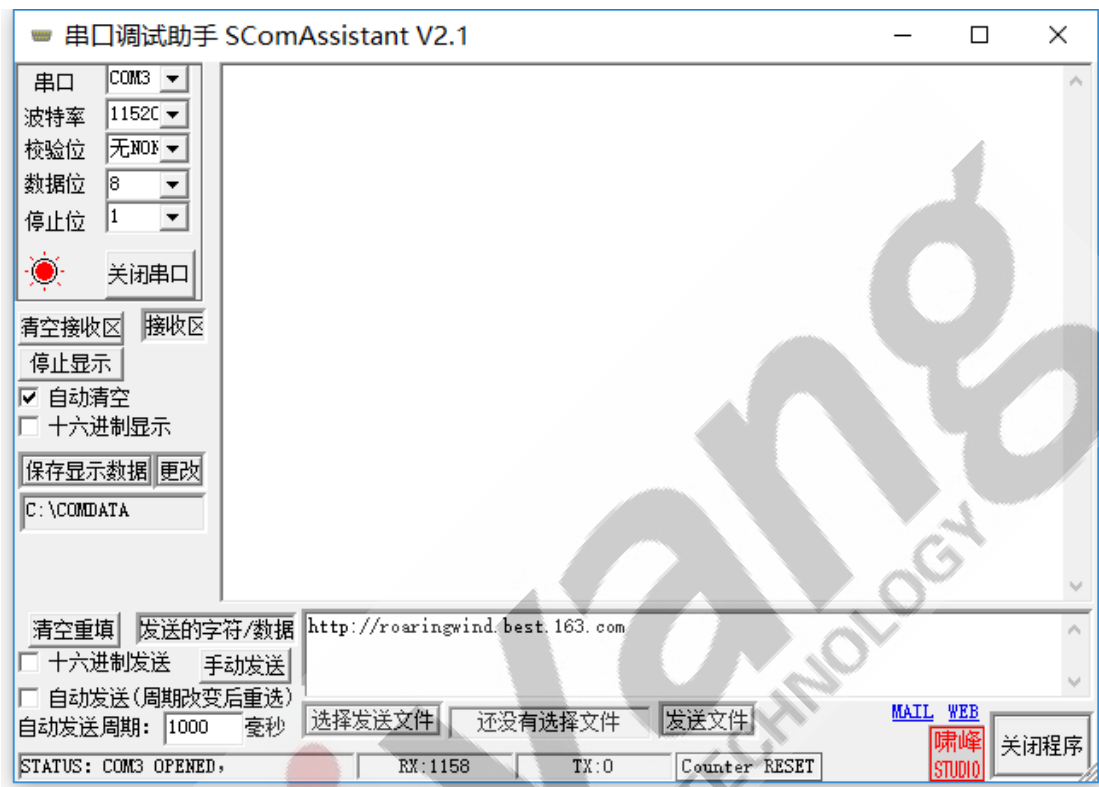 串口调试助手 SComAssistant V2.1
串口 COM3
波特率 1152C
校验位 无NON
数据位 8
停止位 1
关闭串口
清空接收区 接收区
停止显示
自动清空
十六进制显示
保存显示数据 更改
C:\COMDATA
清空重填 发送的字符/数据 http://roaringwind.best.163.com
十六进制发送 手动发送
自动发送(周期改变后重选)
自动发送周期: 1000 毫秒 选择发送文件 还没有选择文件 发送文件 MAIL WEB
啸峰 STUDIO 关闭程序
STATUS: COM3 OPENED, RX:1158 TX:0 Counter RESET
ang
TECHNOLOGY